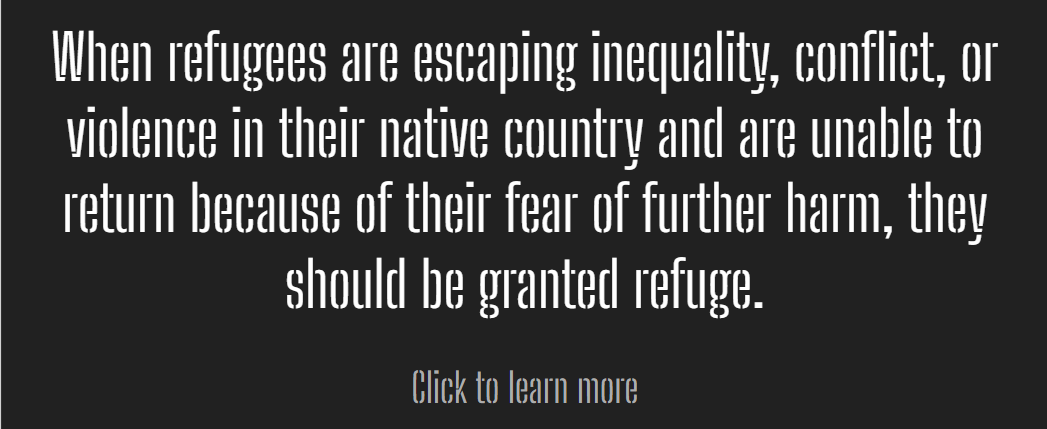 When refugees are escaping inequality, conflict, or
violence in their native country and are unable to
return because of their fear of further harm, they
should be granted refuge.
Click to learn more